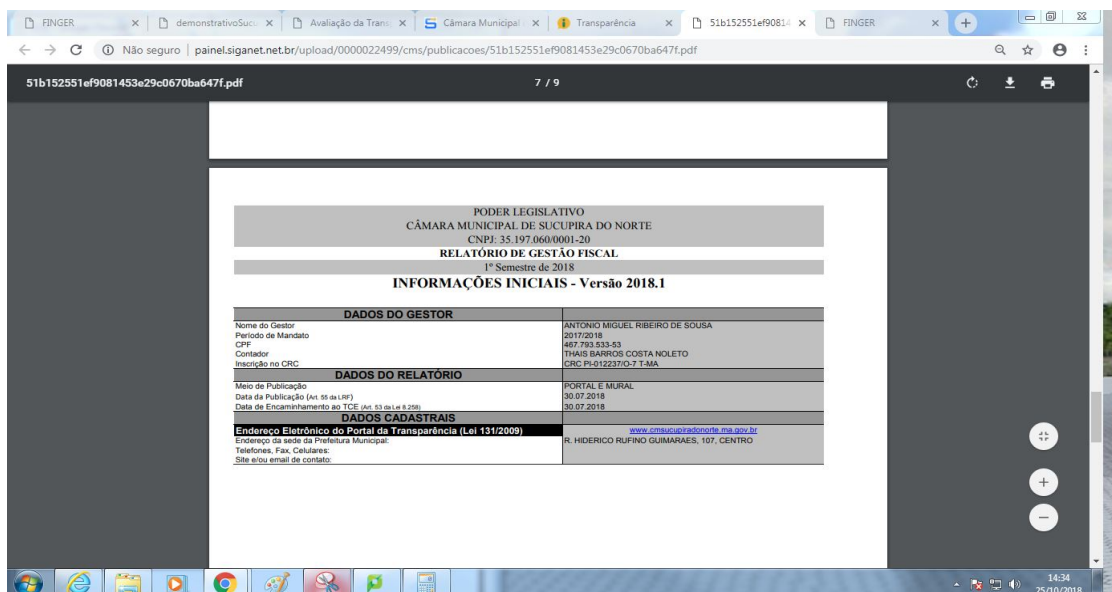 FINGER
demonstrativoSucu
Avaliação da Trans
Câmara Municipal
Transparência
51b152551ef90814
FINGER
Não seguro | painel.siganet.net.br/upload/0000022499/cms/publicacoes/51b152551ef9081453e29c0670ba647f.pdf
51b152551ef9081453e29c0670ba647f.pdf
7 / 9
PODER LEGISLATIVO
CÂMARA MUNICIPAL DE SUCUPIRA DO NORTE
CNPJ: 35.197.060/0001-20
RELATÓRIO DE GESTÃO FISCAL
1º Semestre de 2018
INFORMAÇÕES INICIAIS - Versão 2018.1
DADOS DO GESTOR
Nome do Gestor ANTONIO MIGUEL RIBEIRO DE SOUSA
Período de Mandato 2017/2018
CPF 467.793.533-53
Contador THAIS BARROS COSTA NOLETO
Inscrição no CRC CRC PI-012237/O-7 T-MA
DADOS DO RELATÓRIO
Meio de Publicação PORTAL E MURAL
Data da Publicação (Art. 55 da LRF) 30.07.2018
Data de Encaminhamento ao TCE (Art. 53 da Lei 8.258) 30.07.2018
DADOS CADASTRAIS
Endereço Eletrônico do Portal da Transparência (Lei 131/2009) www.cmsucupiradonorte.ma.gov.br
Endereço da sede da Prefeitura Municipal: R. HIDERICO RUFINO GUIMARAES, 107, CENTRO
Telefones, Fax, Celulares:
Site e/ou email de contato:
14:34
25/10/2018